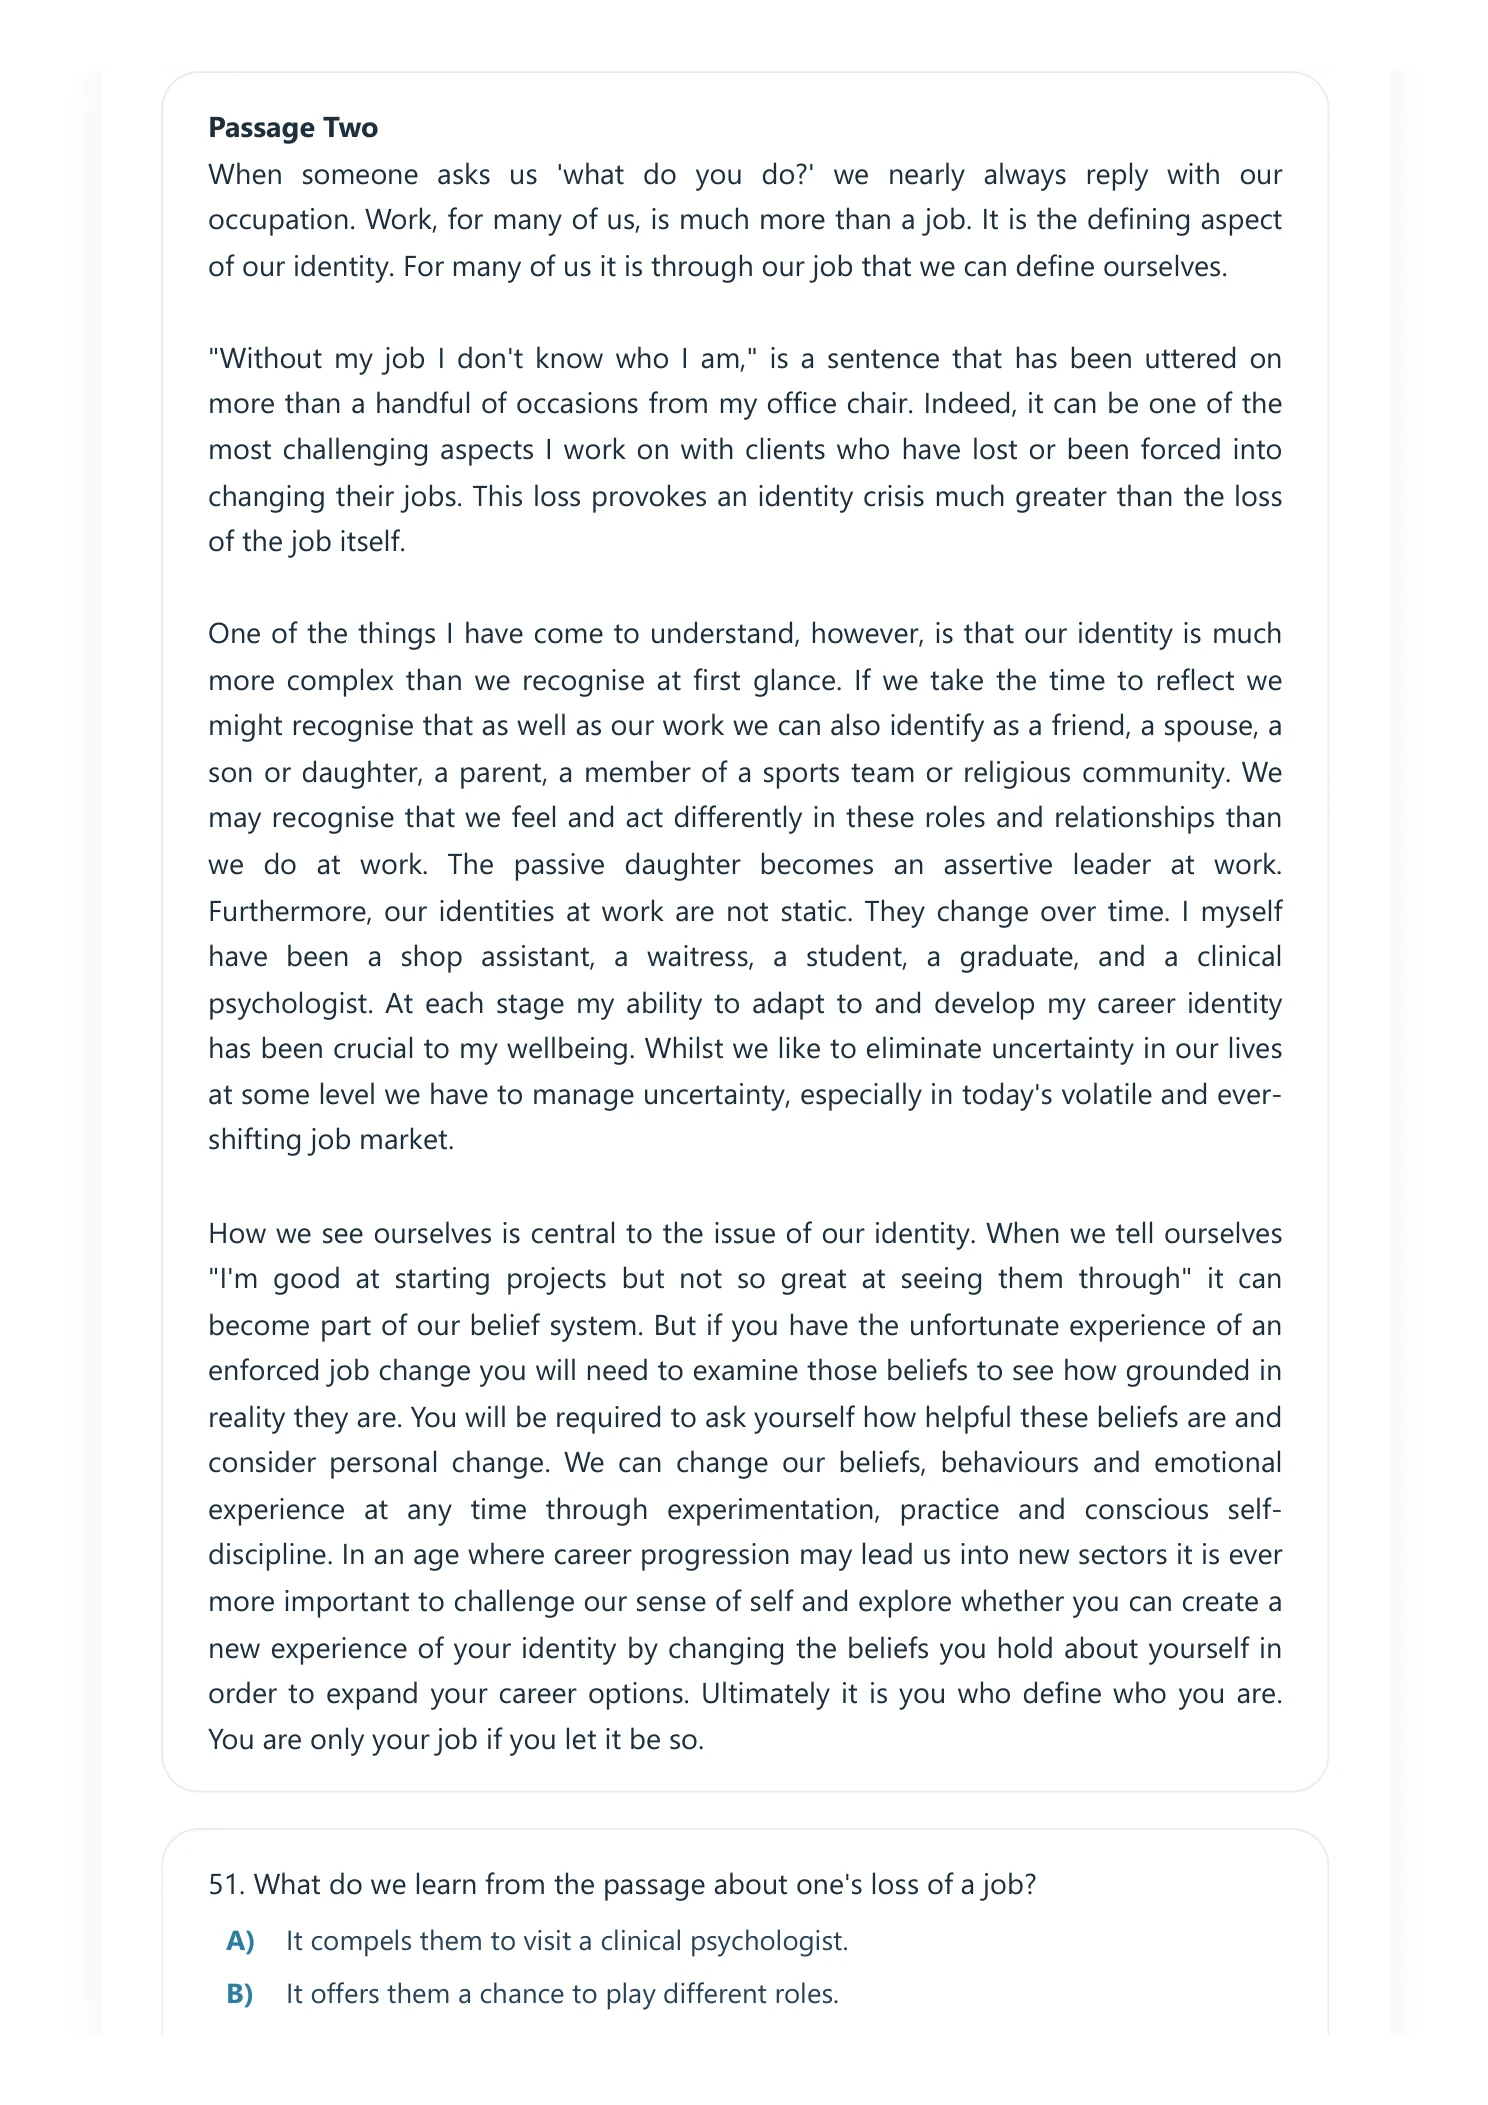 Passage Two
When someone asks us 'what do you do?' we nearly always reply with our
occupation. Work, for many of us, is much more than a job. It is the defining aspect
of our identity. For many of us it is through our job that we can define ourselves.
"Without my job I don't know who I am," is a sentence that has been uttered on
more than a handful of occasions from my office chair. Indeed, it can be one of the
most challenging aspects I work on with clients who have lost or been forced into
changing their jobs. This loss provokes an identity crisis much greater than the loss
of the job itself.
One of the things I have come to understand, however, is that our identity is much
more complex than we recognise at first glance. If we take the time to reflect we
might recognise that as well as our work we can also identify as a friend, a spouse, a
son or daughter, a parent, a member of a sports team or religious community. We
may recognise that we feel and act differently in these roles and relationships than
we do at work. The passive daughter becomes an assertive leader at work.
Furthermore, our identities at work are not static. They change over time. I myself
have been a shop assistant, a waitress, a student, a graduate, and a clinical
psychologist. At each stage my ability to adapt to and develop my career identity
has been crucial to my wellbeing. Whilst we like to eliminate uncertainty in our lives
at some level we have to manage uncertainty, especially in today's volatile and ever-
shifting job market.
How we see ourselves is central to the issue of our identity. When we tell ourselves
"I'm good at starting projects but not so great at seeing them through" it can
become part of our belief system. But if you have the unfortunate experience of an
enforced job change you will need to examine those beliefs to see how grounded in
reality they are. You will be required to ask yourself how helpful these beliefs are and
consider personal change. We can change our beliefs, behaviours and emotional
experience at any time through experimentation, practice and conscious self-
discipline. In an age where career progression may lead us into new sectors it is ever
more important to challenge our sense of self and explore whether you can create a
new experience of your identity by changing the beliefs you hold about yourself in
order to expand your career options. Ultimately it is you who define who you are.
You are only your job if you let it be so.
51. What do we learn from the passage about one's loss of a job?
A) It compels them to visit a clinical psychologist.
B) It offers them a chance to play different roles.